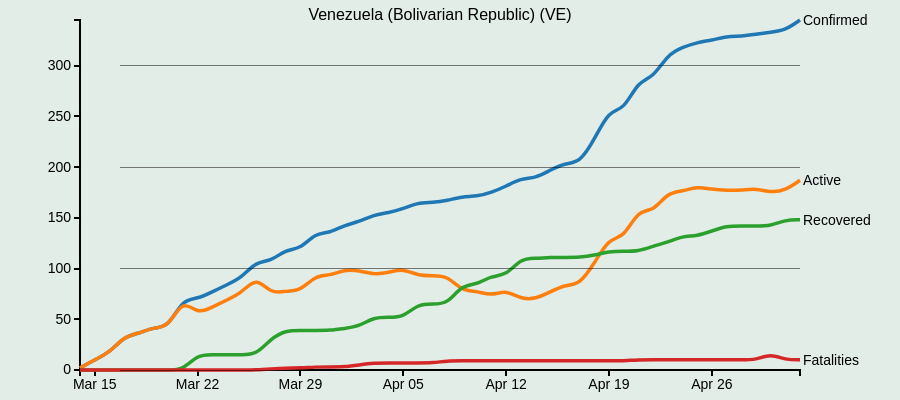 Venezuela (Bolivarian Republic) (VE)
Confirmed
300
250
200
Active
150
Recovered
100
50
Fatalities
0
Mar 15 Mar 22 Mar 29 Apr 05 Apr 12 Apr 19 Apr 26